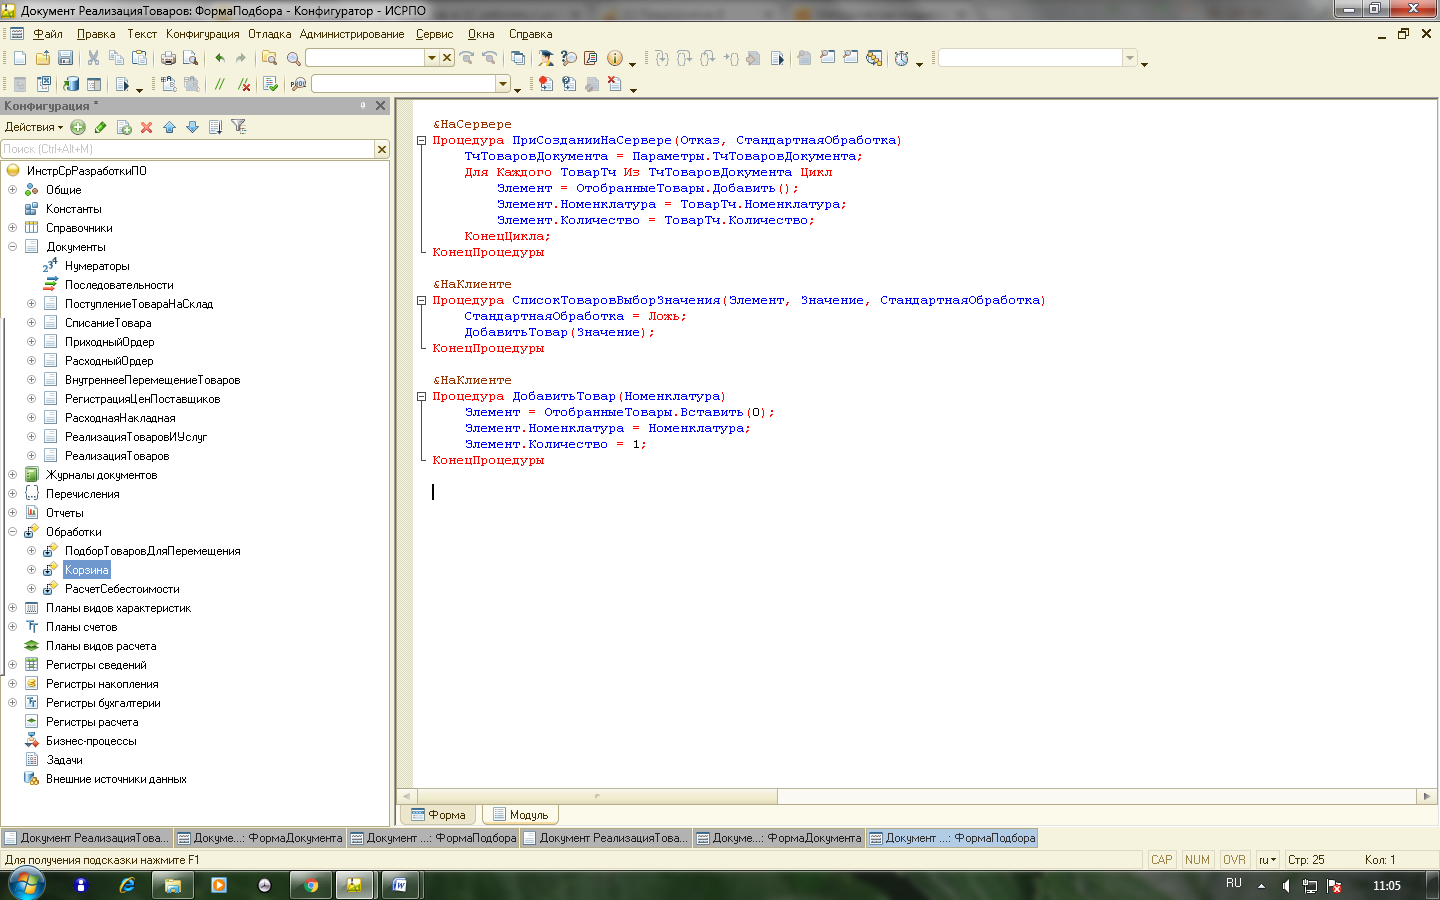 Документ РеализацияТоваров: ФормаПодбора - Конфигуратор - ИСРПО
Файл Правка Текст Конфигурация Отладка Администрирование Сервис Окна Справка
Конфигурация *
Действия
Поиск (Ctrl+Alt+M)
ИнстрСрРазработкиПО
Общие
Константы
Справочники
Документы
Нумераторы
Последовательности
ПоступлениеТовараНаСклад
СписаниеТовара
ПриходныйОрдер
РасходныйОрдер
ВнутреннееПеремещениеТоваров
РегистрацияЦенПоставщиков
РасходнаяНакладная
РеализацияТоваровИУслуг
РеализацияТоваров
Журналы документов
Перечисления
Отчеты
Обработки
ПодборТоваровДляПеремещения
Корзина
РасчетСебестоимости
Планы видов характеристик
Планы счетов
Планы видов расчета
Регистры сведений
Регистры накопления
Регистры бухгалтерии
Регистры расчета
Бизнес-процессы
Задачи
Внешние источники данных
&НаСервере
Процедура ПриСозданииНаСервере(Отказ, СтандартнаяОбработка)
ТчТоваровДокумента = Параметры.ТчТоваровДокумента;
Для Каждого ТоварТч Из ТчТоваровДокумента Цикл
Элемент = ОтобранныеТовары.Добавить();
Элемент.Номенклатура = ТоварТч.Номенклатура;
Элемент.Количество = ТоварТч.Количество;
КонецЦикла;
КонецПроцедуры
&НаКлиенте
Процедура СписокТоваровВыборЗначения(Элемент, Значение, СтандартнаяОбработка)
СтандартнаяОбработка = Ложь;
ДобавитьТовар(Значение);
КонецПроцедуры
&НаКлиенте
Процедура ДобавитьТовар(Номенклатура)
Элемент = ОтобранныеТовары.Вставить(0);
Элемент.Номенклатура = Номенклатура;
Элемент.Количество = 1;
КонецПроцедуры
Форма Модуль
Документ РеализацияТова... Докуме...: ФормаДокумента Документ ...: ФормаПодбора Документ РеализацияТова... Докуме...: ФормаДокумента Документ ...: ФормаПодбора
Для получения подсказки нажмите F1 CAP NUM OVR ru Стр: 25 Кол: 1
RU 11:05